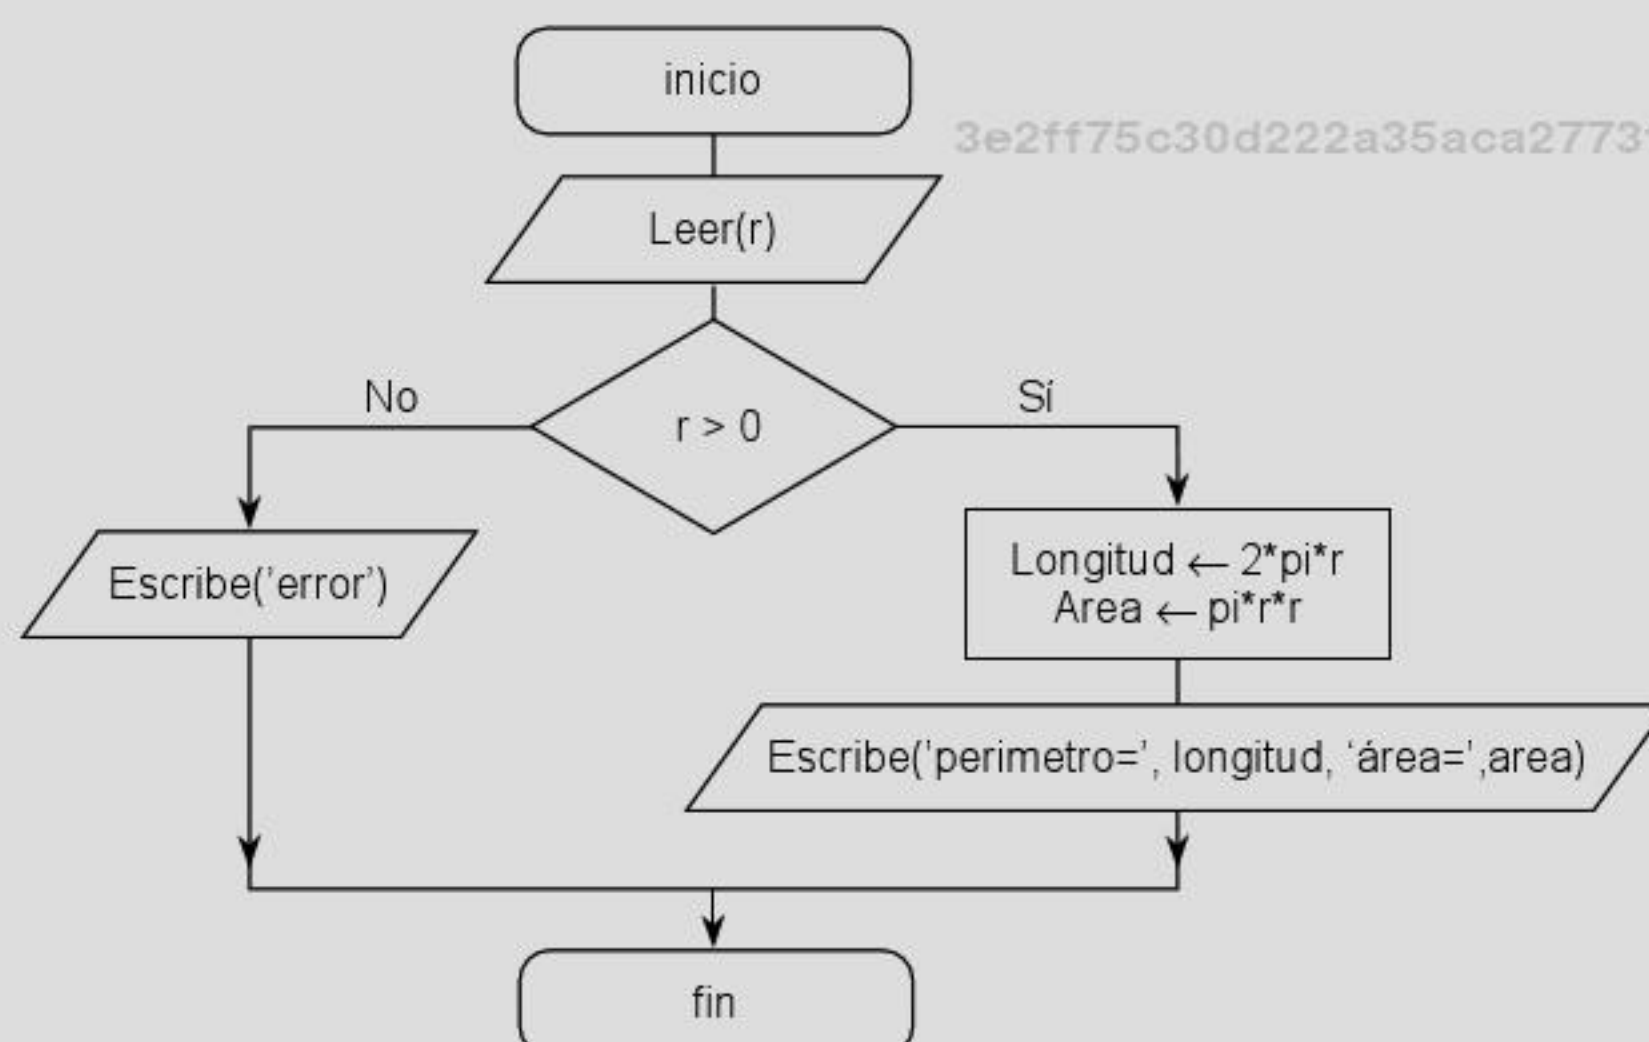 inicio
3e2ff75c30d222a35aca2773
Leer(r)
No
r > 0
Sí
Escribe('error')
Longitud ← 2*pi*r
Area ← pi*r*r
Escribe('perimetro=', longitud, 'área=',area)
fin